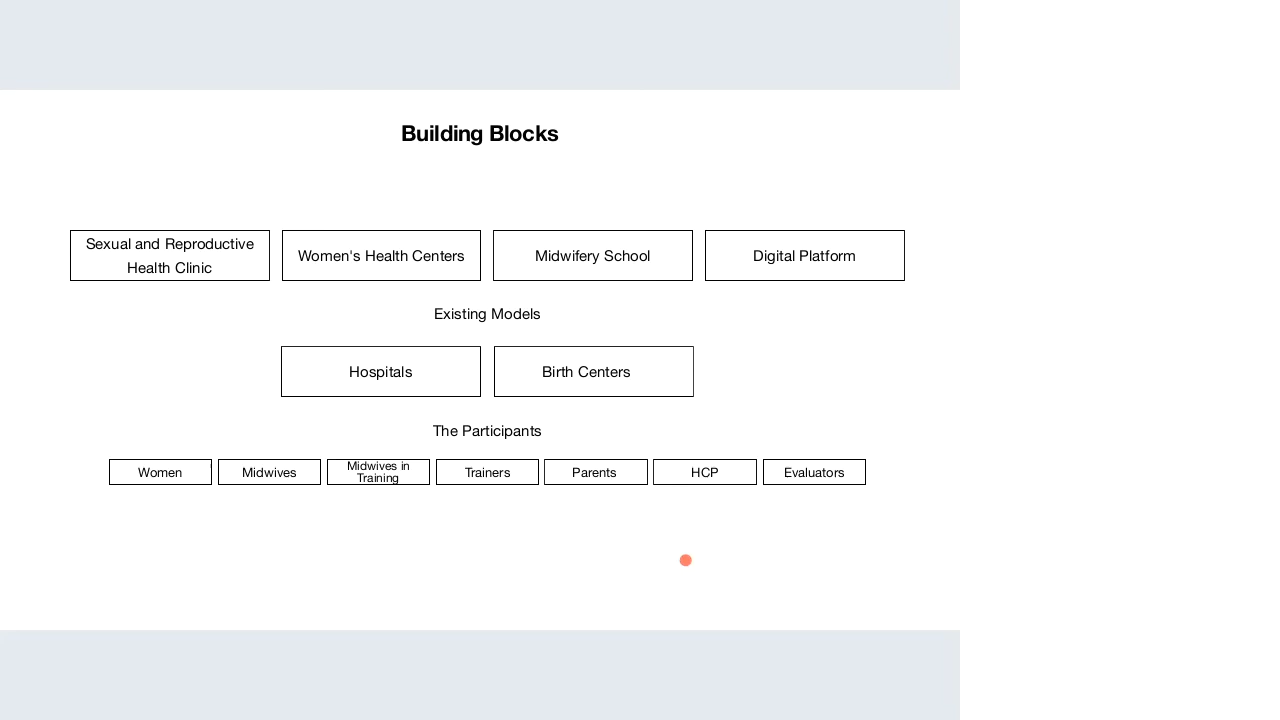 Building Blocks
Sexual and Reproductive
Health Clinic
Women's Health Centers
Midwifery School
Digital Platform
Existing Models
Hospitals
Birth Centers
The Participants
Women
Midwives
Midwives in
Training
Trainers
Parents
HCP
Evaluators